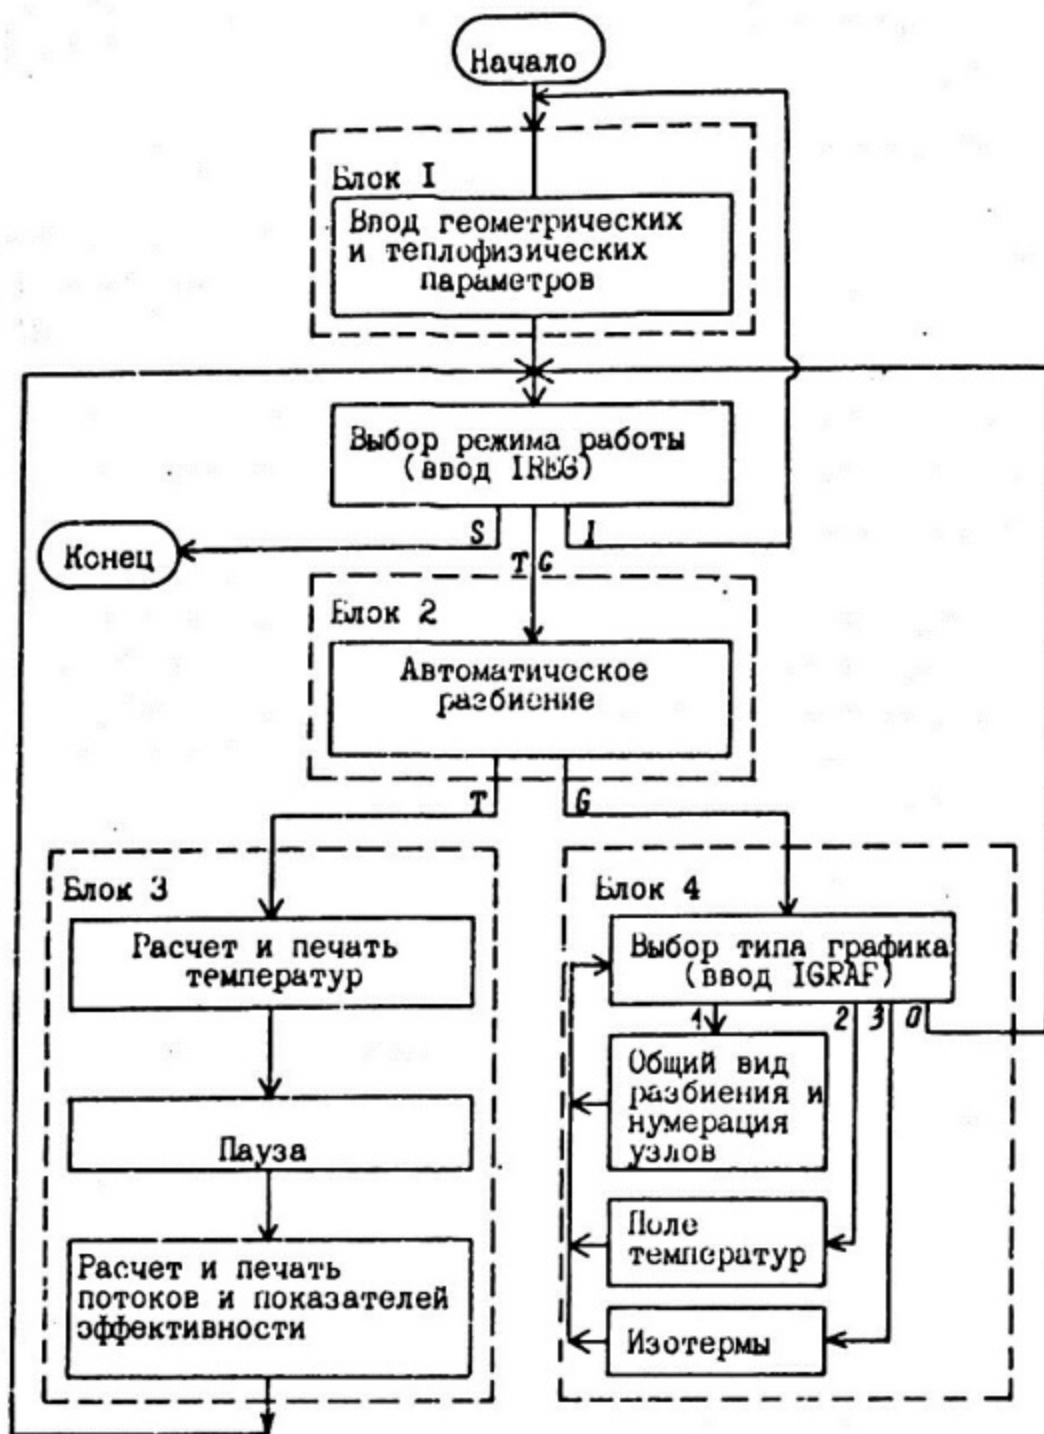 Начало
Блок I
Ввод геометрических
и теплофизических
параметров
Выбор режима работы
(ввод IREG)
S
I
Конец
T G
Блок 2
Автоматическое
разбиение
T
G
Блок 3
Блок 4
Расчет и печать
температур
Выбор типа графика
(ввод IGRAF)
1
2
3
0
Общий вид
разбиения и
нумерация
узлов
Пауза
Поле
температур
Расчет и печать
потоков и показателей
эффективности
Изотермы